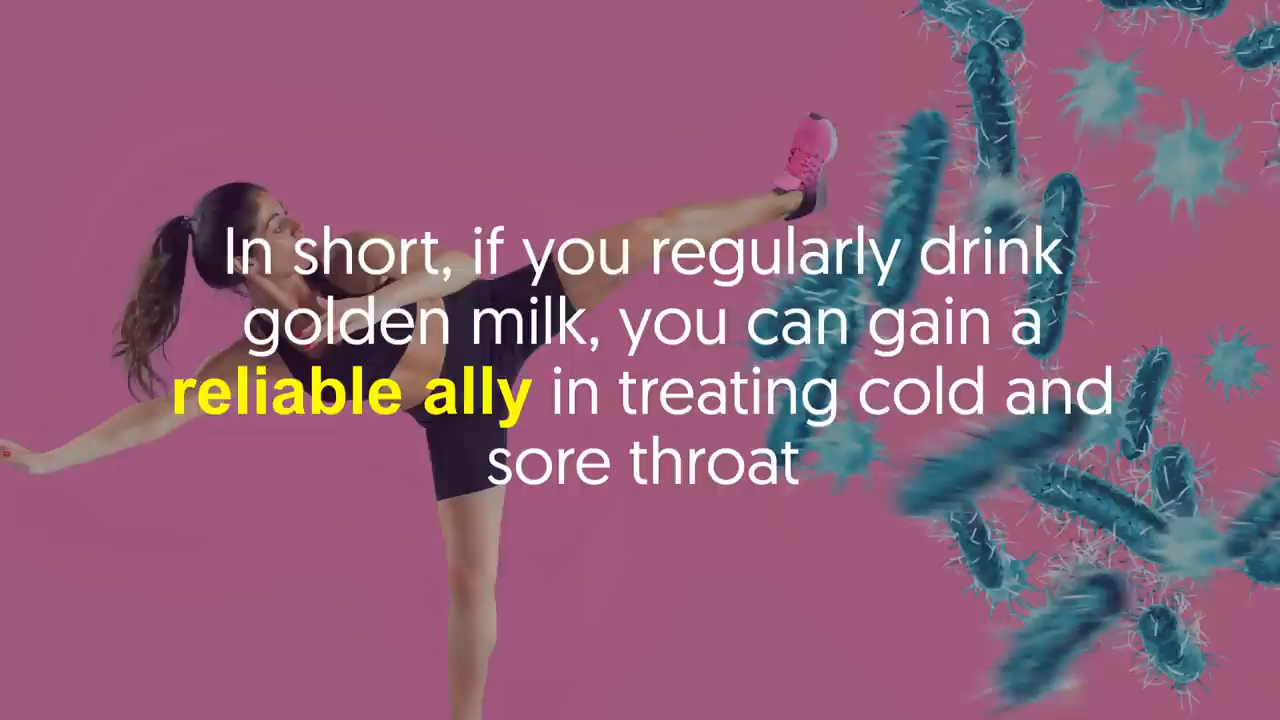 In short, if you regularly drink
golden milk, you can gain a
reliable ally in treating cold and
sore throat